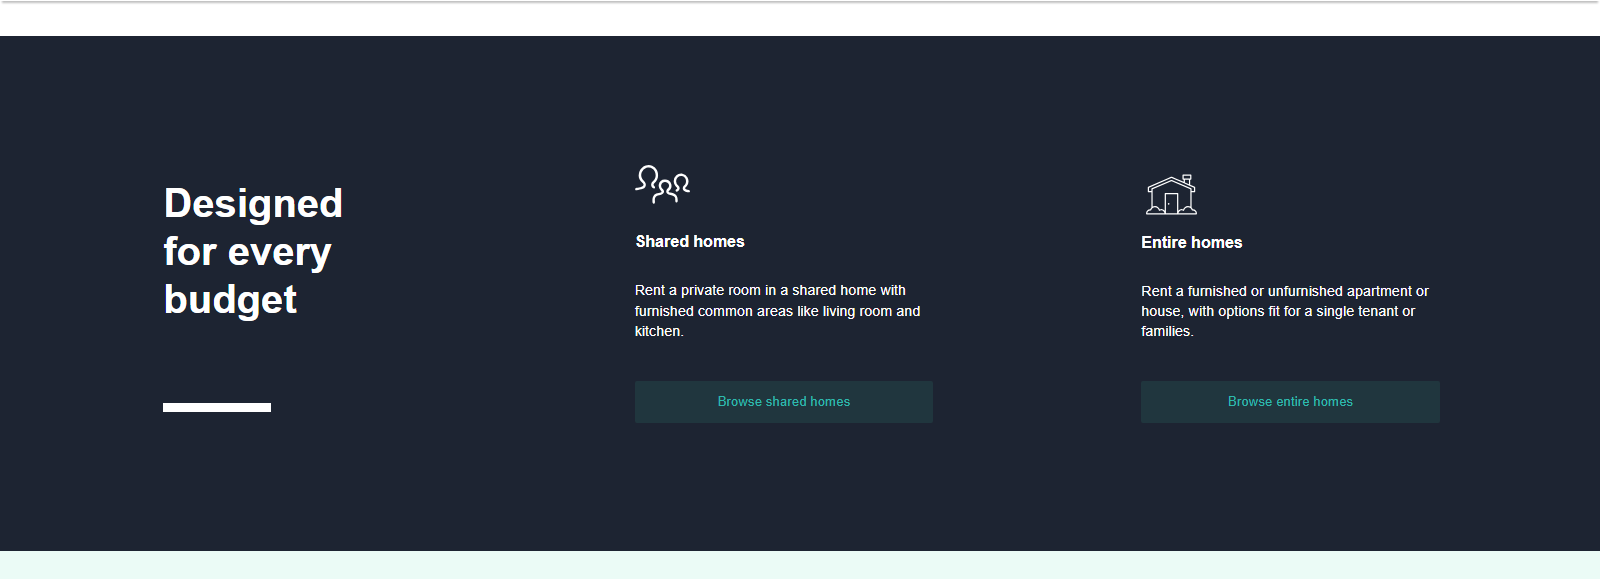 Designed
for every
budget
Shared homes
Rent a private room in a shared home with
furnished common areas like living room and
kitchen.
Browse shared homes
Entire homes
Rent a furnished or unfurnished apartment or
house, with options fit for a single tenant or
families.
Browse entire homes